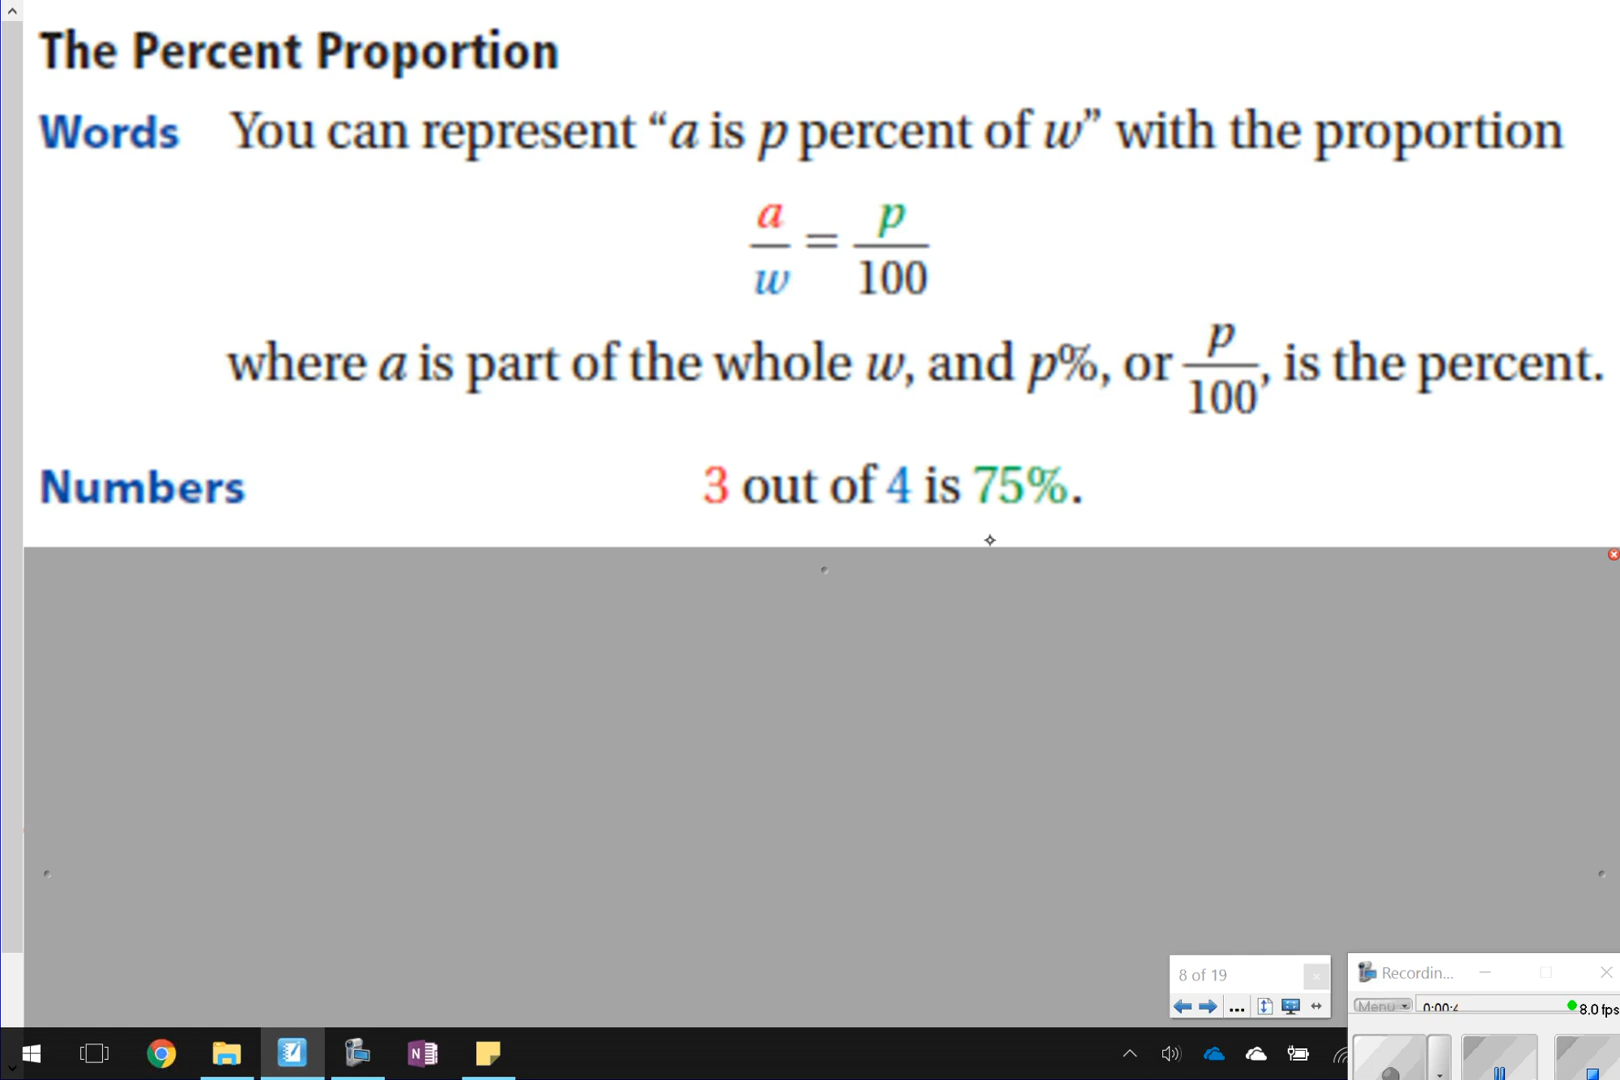 The Percent Proportion
Words You can represent “a is p percent of w” with the proportion
a/w = p/100
where a is part of the whole w, and p%, or p/100, is the percent.
Numbers 3 out of 4 is 75%.
8 of 19
Recordin...
Menu
8.0 fps